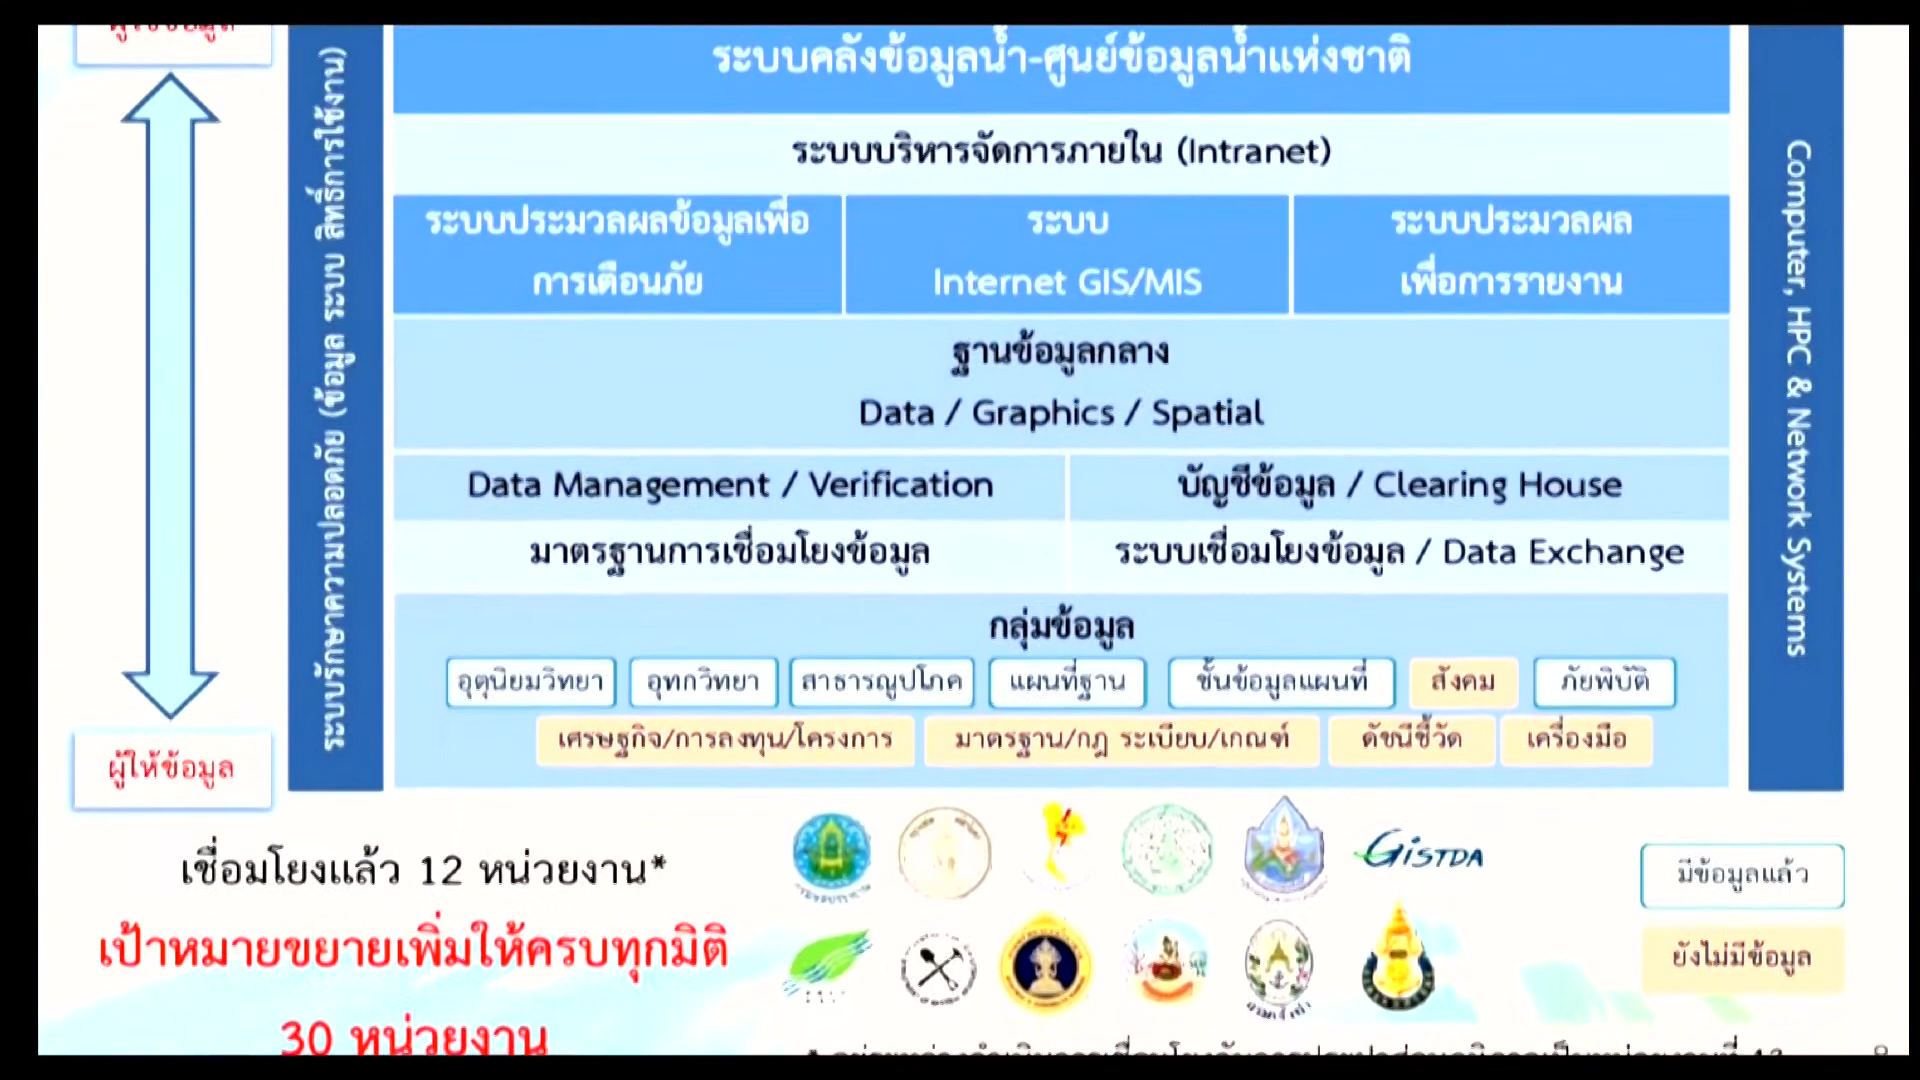 ระบบคลังข้อมูลน้ำ-ศูนย์ข้อมูลน้ำแห่งชาติ
ระบบบริหารจัดการภายใน (Intranet)
ระบบประมวลผลข้อมูลเพื่อ
การเตือนภัย
ระบบ
Internet GIS/MIS
ระบบประมวลผล
เพื่อการรายงาน
ฐานข้อมูลกลาง
Data / Graphics / Spatial
Data Management / Verification
บัญชีข้อมูล / Clearing House
มาตรฐานการเชื่อมโยงข้อมูล
ระบบเชื่อมโยงข้อมูล / Data Exchange
กลุ่มข้อมูล
อุตุนิยมวิทยา
อุทกวิทยา
สาธารณูปโภค
แผนที่ฐาน
ชั้นข้อมูลแผนที่
สังคม
ภัยพิบัติ
เศรษฐกิจ/การลงทุน/โครงการ
มาตรฐาน/กฎ ระเบียบ/เกณฑ์
ดัชนีชี้วัด
เครื่องมือ
ระบบรักษาความปลอดภัย (ข้อมูล ระบบ สิทธิ์การใช้งาน)
Computer, HPC & Network Systems
ผู้ให้ข้อมูล
เชื่อมโยงแล้ว 12 หน่วยงาน*
เป้าหมายขยายเพิ่มให้ครบทุกมิติ
30 หน่วยงาน
GISTDA
มีข้อมูลแล้ว
ยังไม่มีข้อมูล